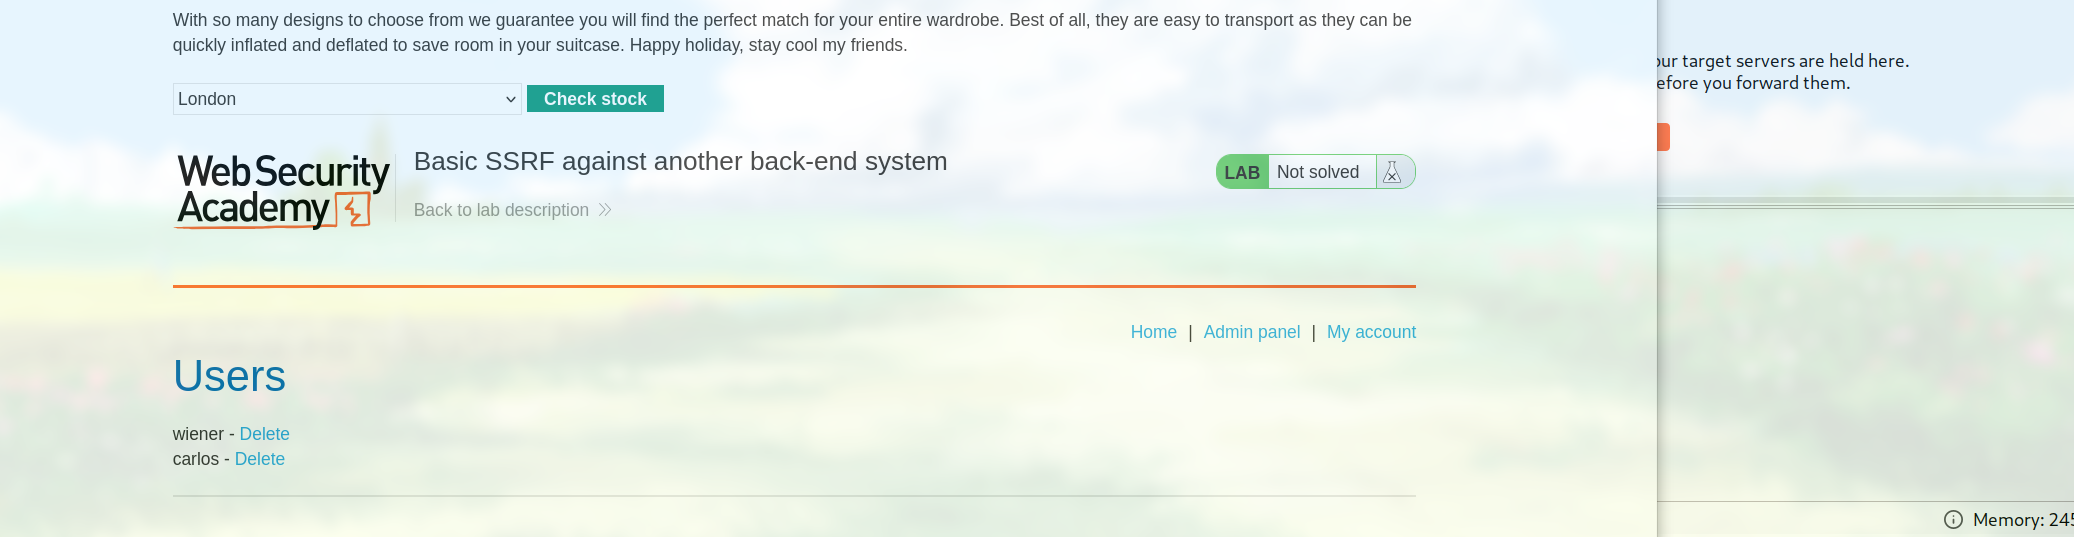 With so many designs to choose from we guarantee you will find the perfect match for your entire wardrobe. Best of all, they are easy to transport as they can be
quickly inflated and deflated to save room in your suitcase. Happy holiday, stay cool my friends.
our target servers are held here.
efore you forward them.
London
Check stock
Web Security
Academy
Basic SSRF against another back-end system
Back to lab description
LAB Not solved
Home | Admin panel | My account
Users
wiener - Delete
carlos - Delete
Memory: 245